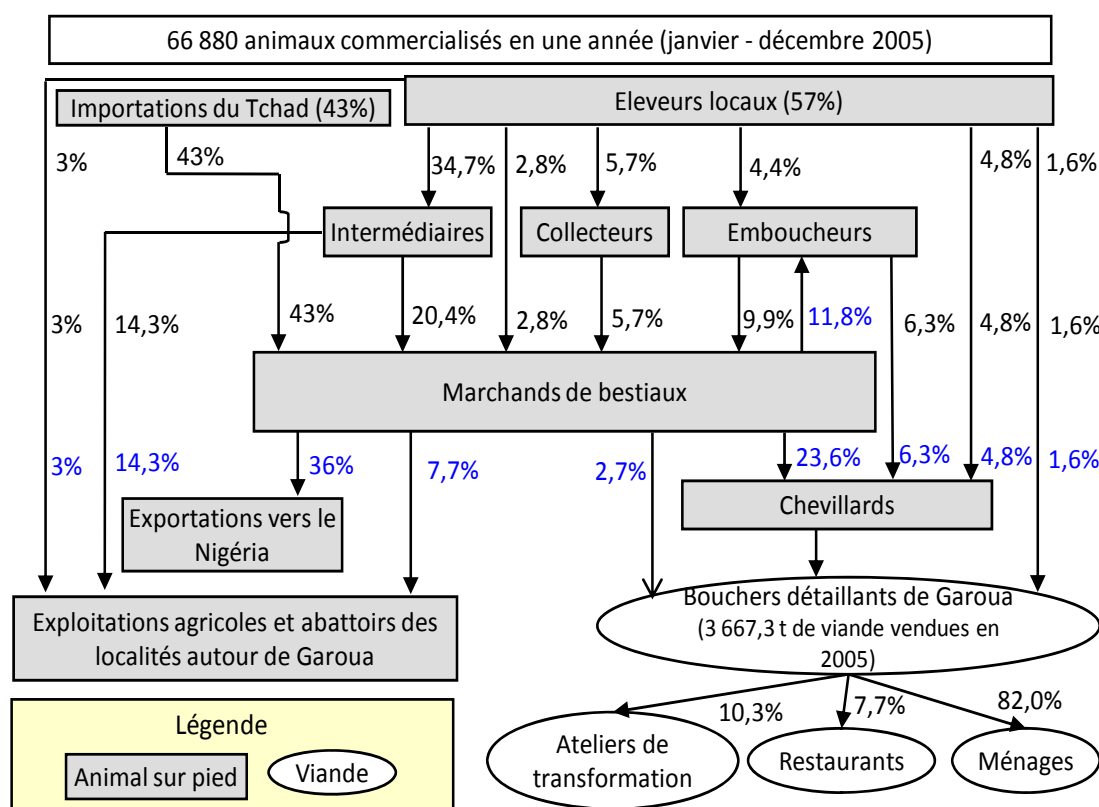 66 880 animaux commercialisés en une année (janvier - décembre 2005)
Importations du Tchad (43%)
Eleveurs locaux (57%)
3%
43%
34,7%
2,8%
5,7%
4,4%
4,8%
1,6%
Intermédiaires
Collecteurs
Emboucheurs
3%
14,3%
43%
20,4%
2,8%
5,7%
9,9%
11,8%
6,3%
4,8%
1,6%
Marchands de bestiaux
3%
14,3%
36%
7,7%
2,7%
23,6%
6,3%
4,8%
1,6%
Exportations vers le
Nigéria
Chevillards
Exploitations agricoles et abattoirs des
localités autour de Garoua
Bouchers détaillants de Garoua
(3 667,3 t de viande vendues en
2005)
10,3%
7,7%
82,0%
Ateliers de
transformation
Restaurants
Ménages
Légende
Animal sur pied
Viande